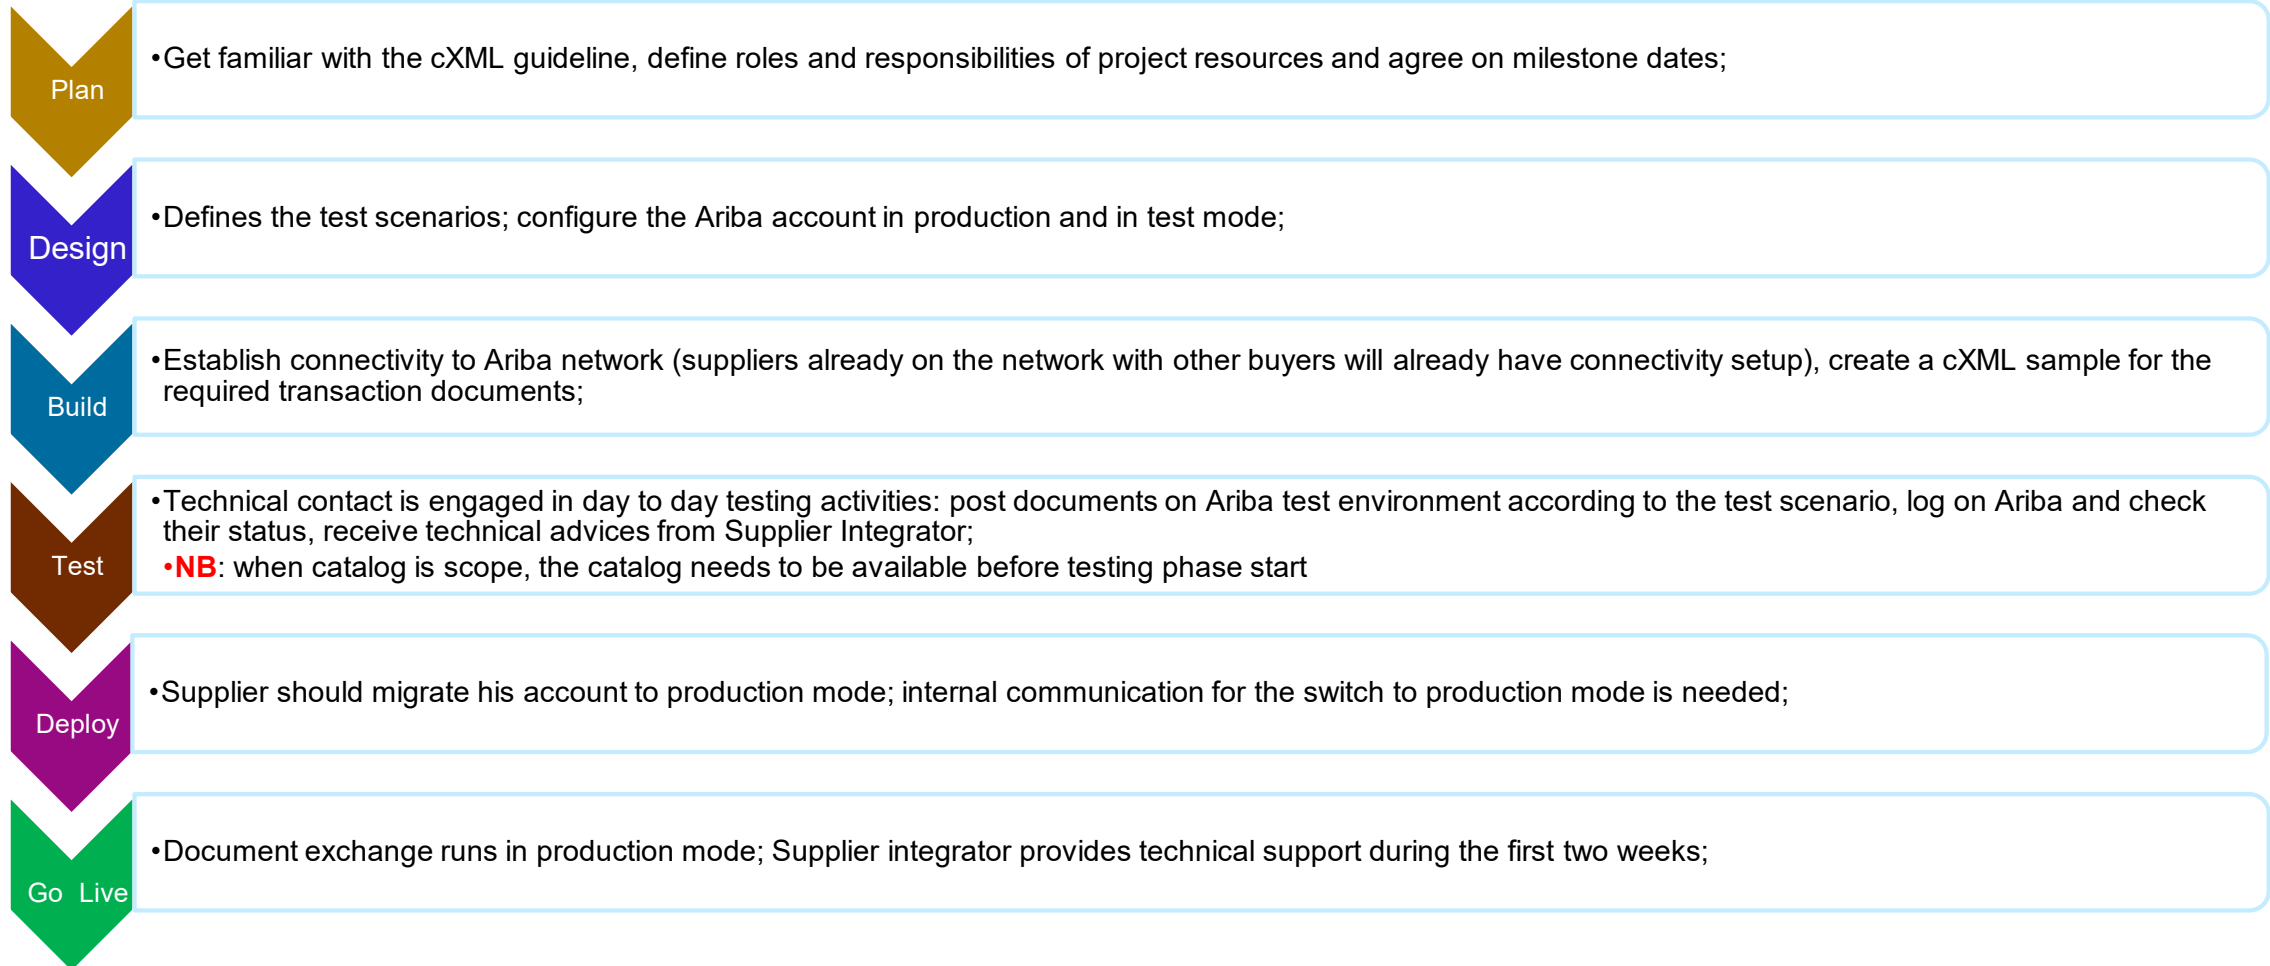 Plan
•Get familiar with the cXML guideline, define roles and responsibilities of project resources and agree on milestone dates;
Design
•Defines the test scenarios; configure the Ariba account in production and in test mode;
Build
•Establish connectivity to Ariba network (suppliers already on the network with other buyers will already have connectivity setup), create a cXML sample for the
required transaction documents;
Test
•Technical contact is engaged in day to day testing activities: post documents on Ariba test environment according to the test scenario, log on Ariba and check
their status, receive technical advices from Supplier Integrator;
•NB: when catalog is scope, the catalog needs to be available before testing phase start
Deploy
•Supplier should migrate his account to production mode; internal communication for the switch to production mode is needed;
Go Live
•Document exchange runs in production mode; Supplier integrator provides technical support during the first two weeks;